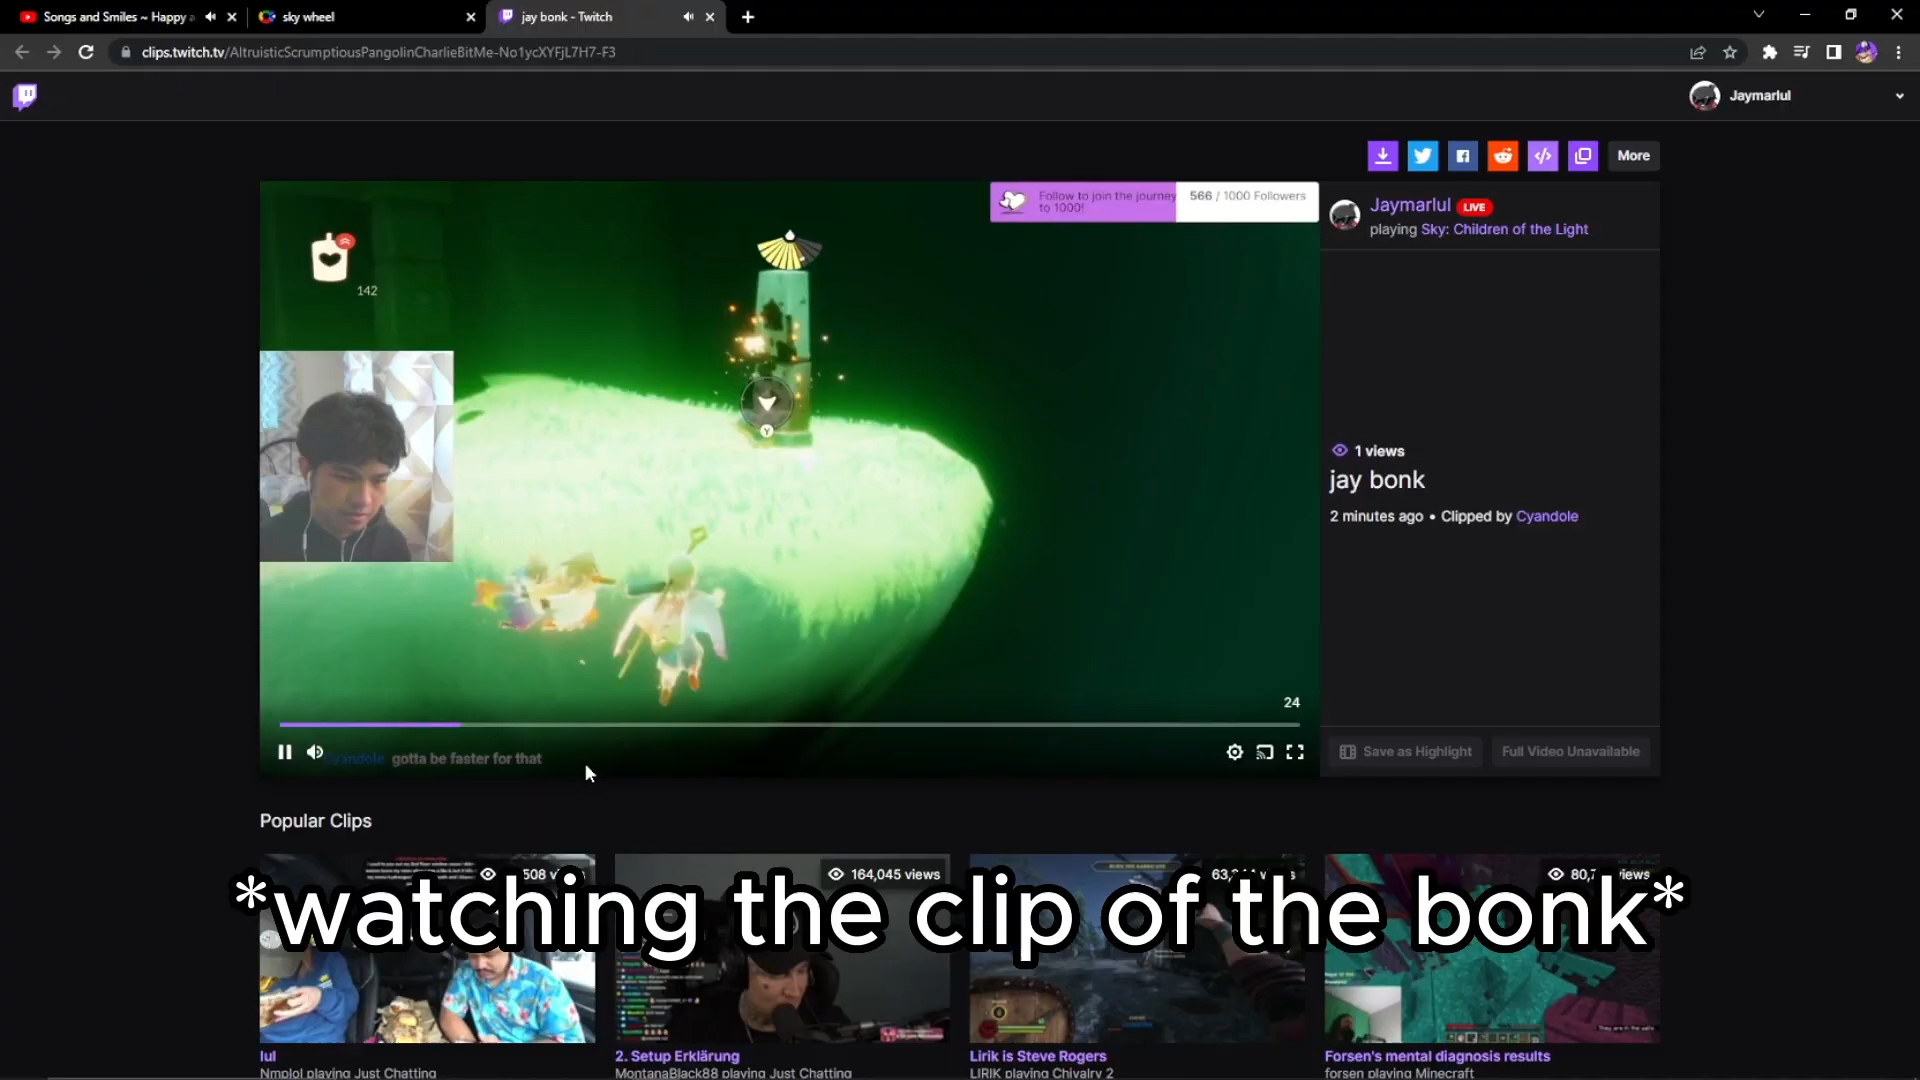 Songs and Smiles ~ Happy
sky wheel
jay bonk - Twitch
clips.twitch.tv/AltruisticScrumptiousPangolinCharlieBitMe-No1ycXYFjL7H7-F3
Jaymarlul
More
Follow to join the journey
to 1000!
566 / 1000 Followers
Jaymarlul LIVE
playing Sky: Children of the Light
142
Y
1 views
jay bonk
2 minutes ago • Clipped by Cyandole
24
Cyandole gotta be faster for that
Save as Highlight
Full Video Unavailable
Popular Clips
164,045 views
*watching the clip of the bonk*
lul
2. Setup Erklärung
Lirik is Steve Rogers
Forsen's mental diagnosis results
Nmplol playing Just Chatting
MontanaBlack88 playing Just Chatting
LIRIK playing Chivalry 2
forsen playing Minecraft